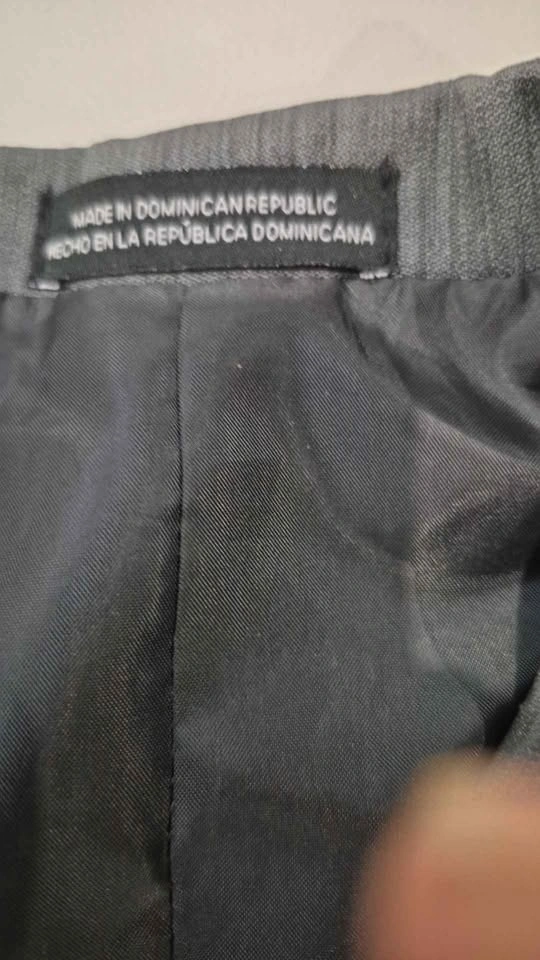 MADE IN DOMINICAN REPUBLIC
HECHO EN LA REPÚBLICA DOMINICANA